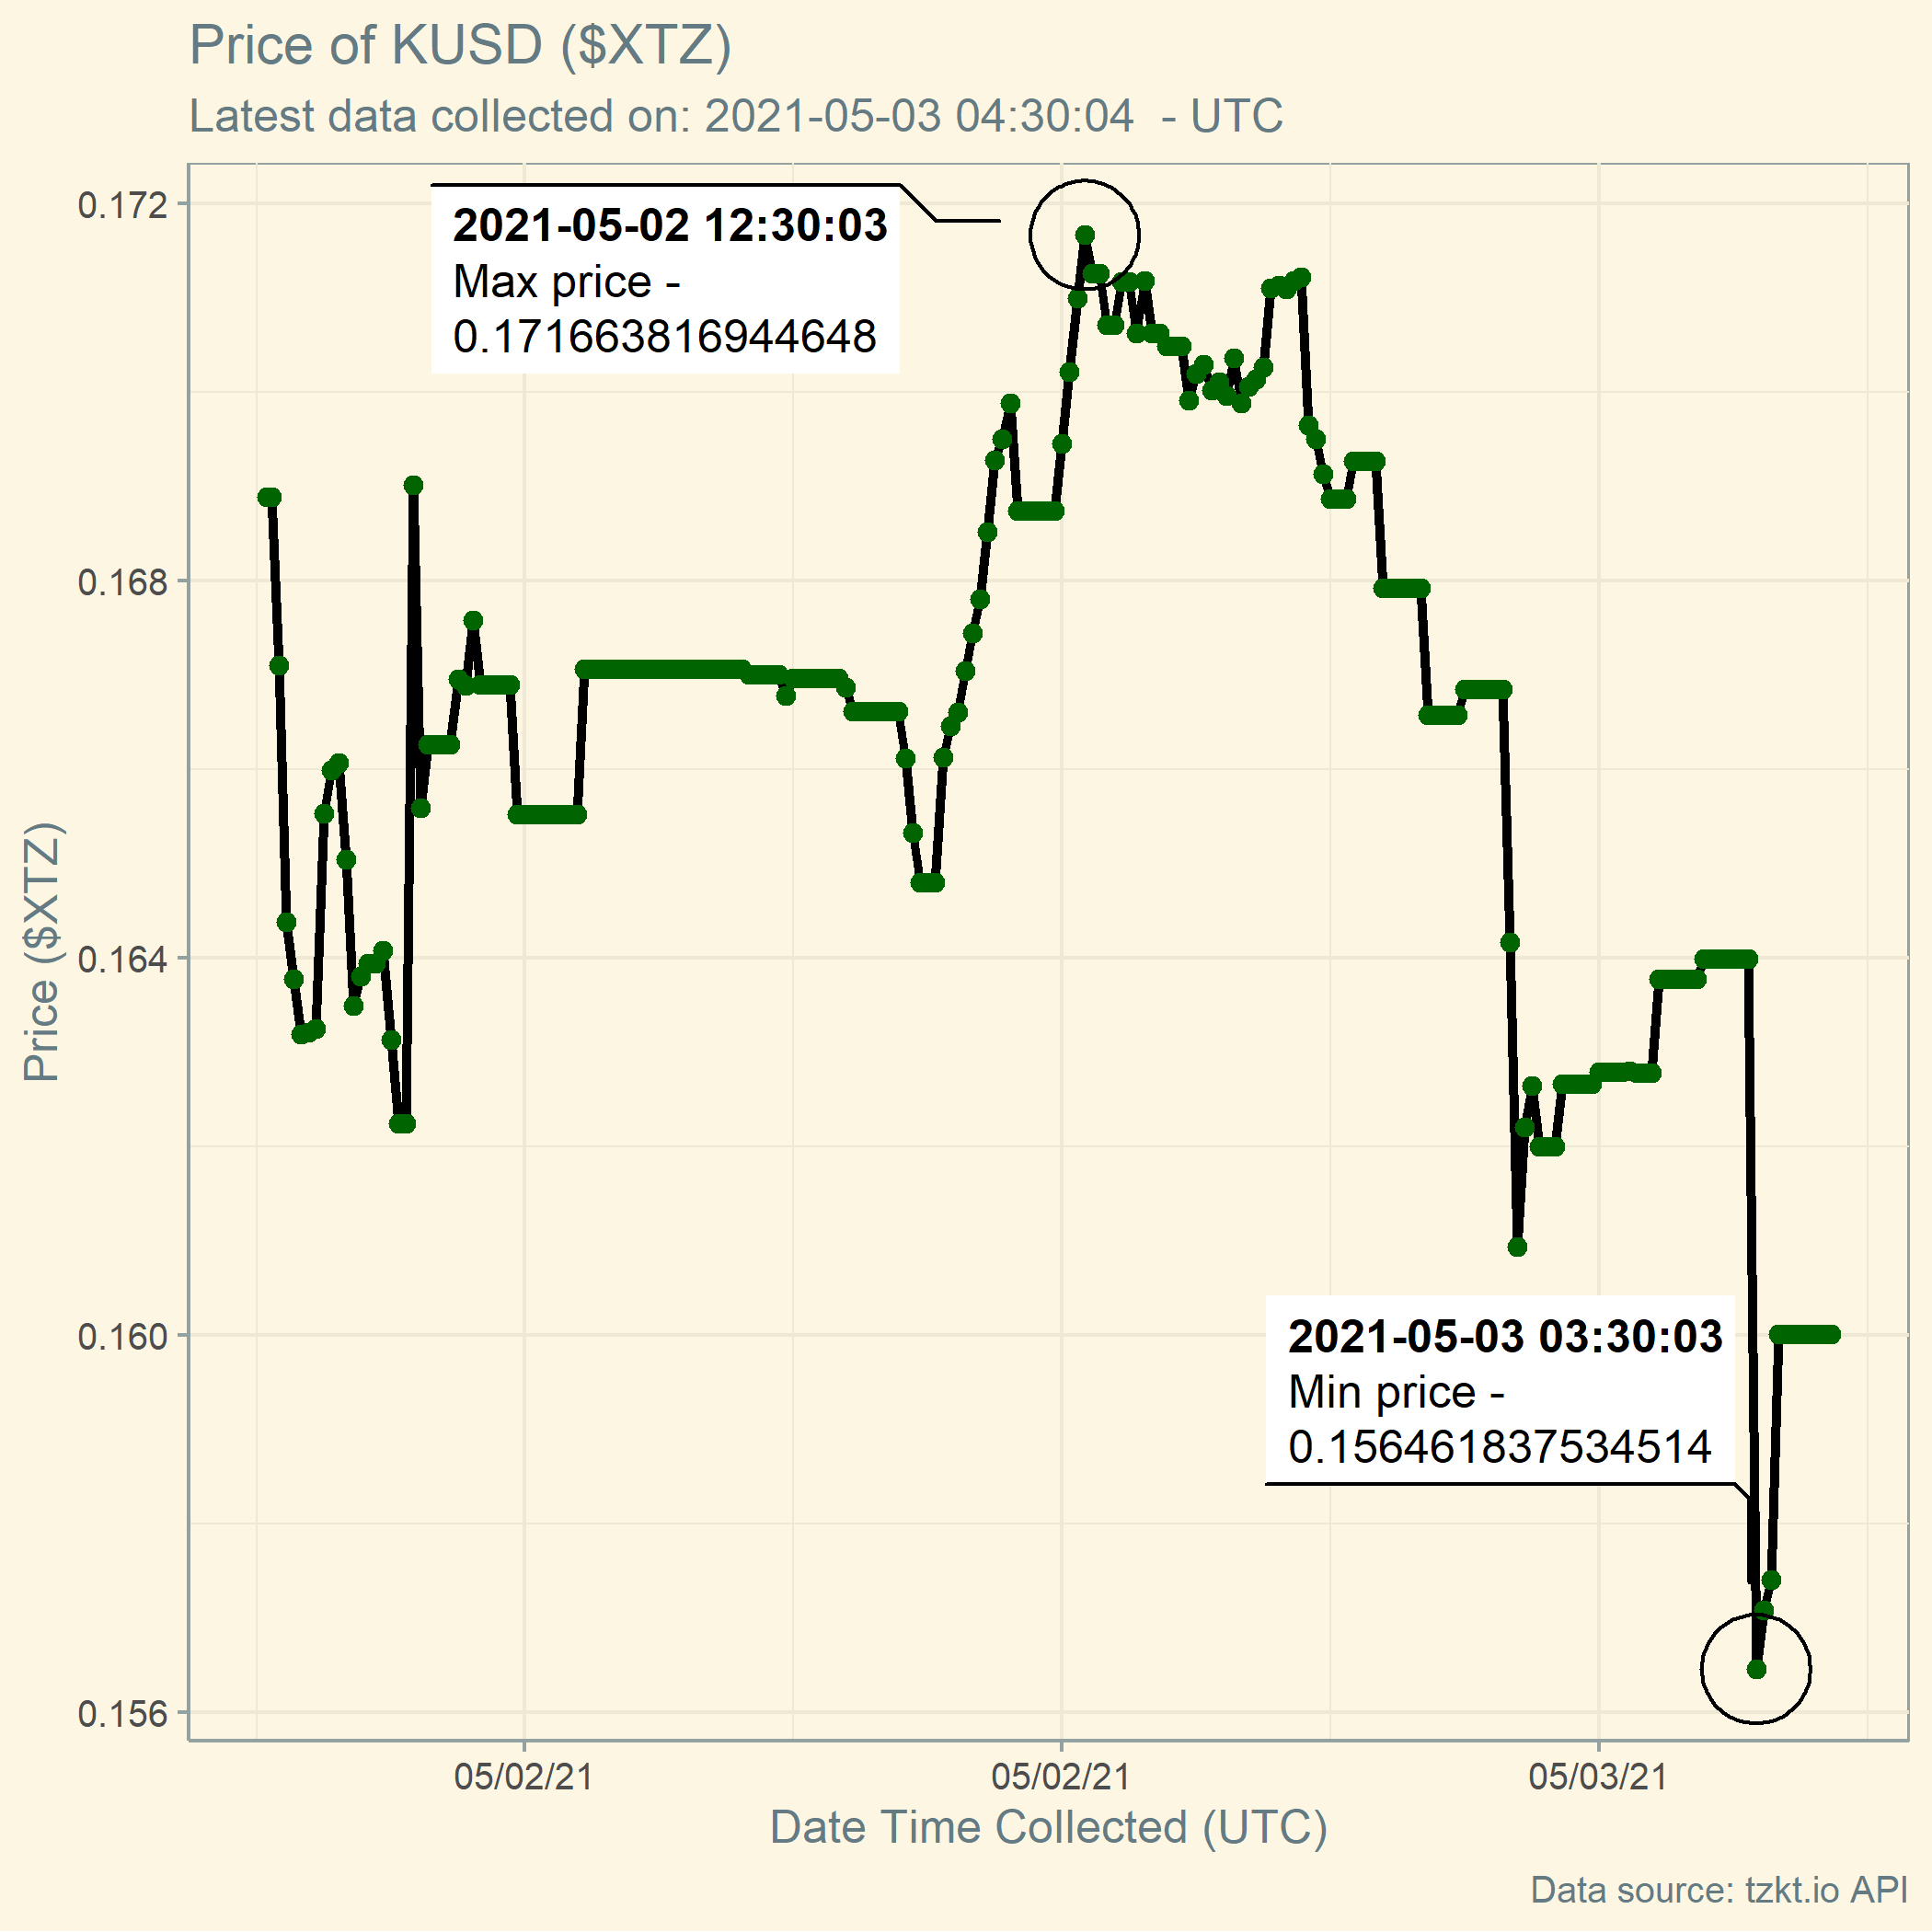 Price of KUSD ($XTZ)
Latest data collected on: 2021-05-03 04:30:04  - UTC
0.172
0.168
0.164
0.160
0.156
Price ($XTZ)
2021-05-02 12:30:03
Max price -
0.171663816944648
2021-05-03 03:30:03
Min price -
0.156461837534514
05/02/21
05/02/21
05/03/21
Date Time Collected (UTC)
Data source: tzkt.io API